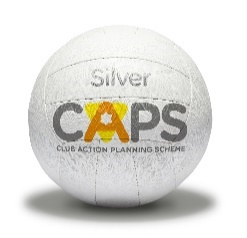 Silver
CAPS
CLUB ACTION PLANNING SCHEME